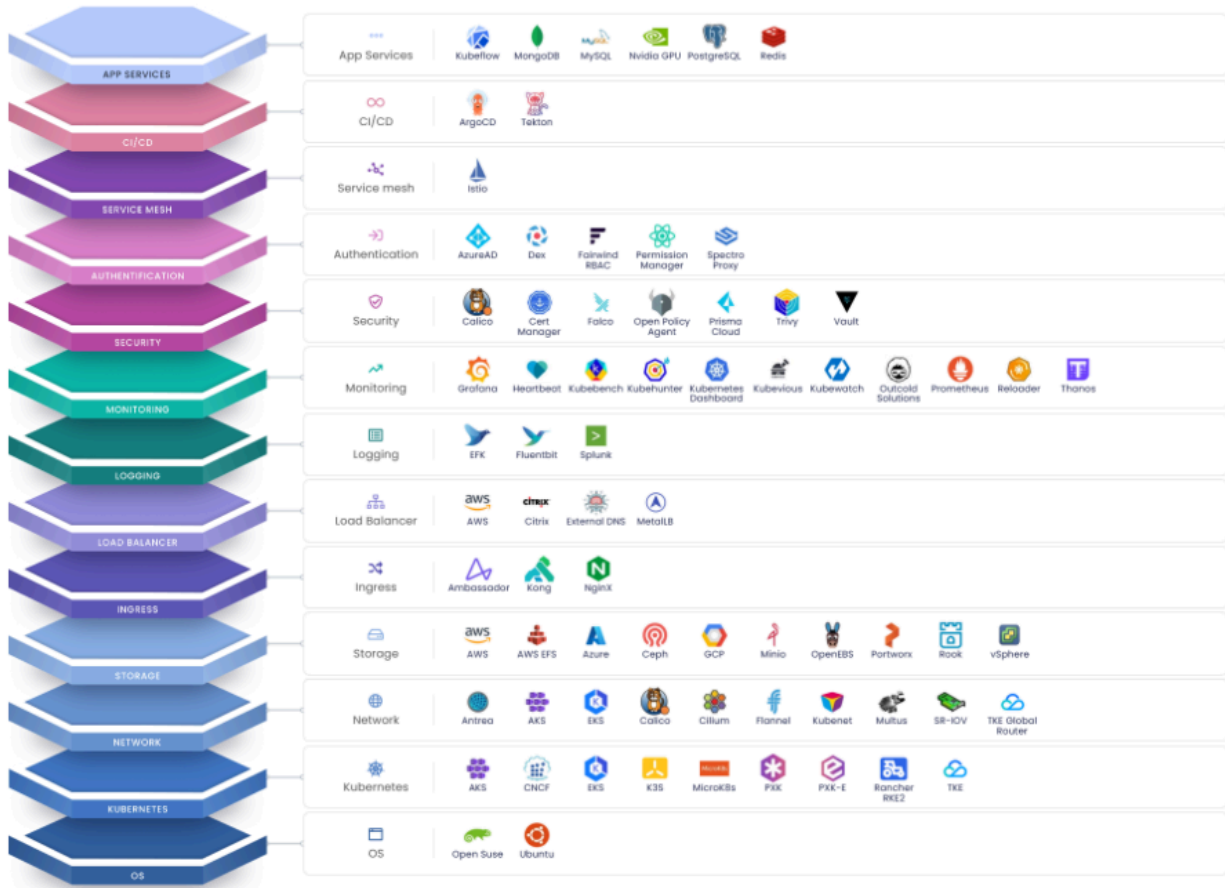 APP SERVICES
App Services
Kubeflow MongoDB MySQL Nvidia GPU PostgreSQL Redis
CI/CD
CI/CD
ArgoCD Tekton
SERVICE MESH
Service mesh
Istio
AUTHENTIFICATION
Authentication
AzureAD Dex Fairwind RBAC Permission Manager Spectro Proxy
SECURITY
Security
Calico Cert Manager Falco Open Policy Agent Prisma Cloud Trivy Vault
MONITORING
Monitoring
Grafana Heartbeat Kubebench Kubehunter Kubernetes Dashboard Kubevious Kubewatch Outcold Solutions Prometheus Reloader Thanos
LOGGING
Logging
EFK Fluentbit Splunk
LOAD BALANCER
Load Balancer
aws citrix
AWS Citrix External DNS MetalLB
INGRESS
Ingress
Ambassador Kong NginX
STORAGE
Storage
aws
AWS AWS EFS Azure Ceph GCP Minio OpenEBS Portworx Rook vSphere
NETWORK
Network
Antrea AKS EKS Calico Cilium Flannel Kubenet Multus SR-IOV TKE Global Router
KUBERNETES
Kubernetes
MicroK8s
AKS CNCF EKS K3S MicroK8s PXK PXK-E Rancher RKE2 TKE
OS
OS
Open Suse Ubuntu